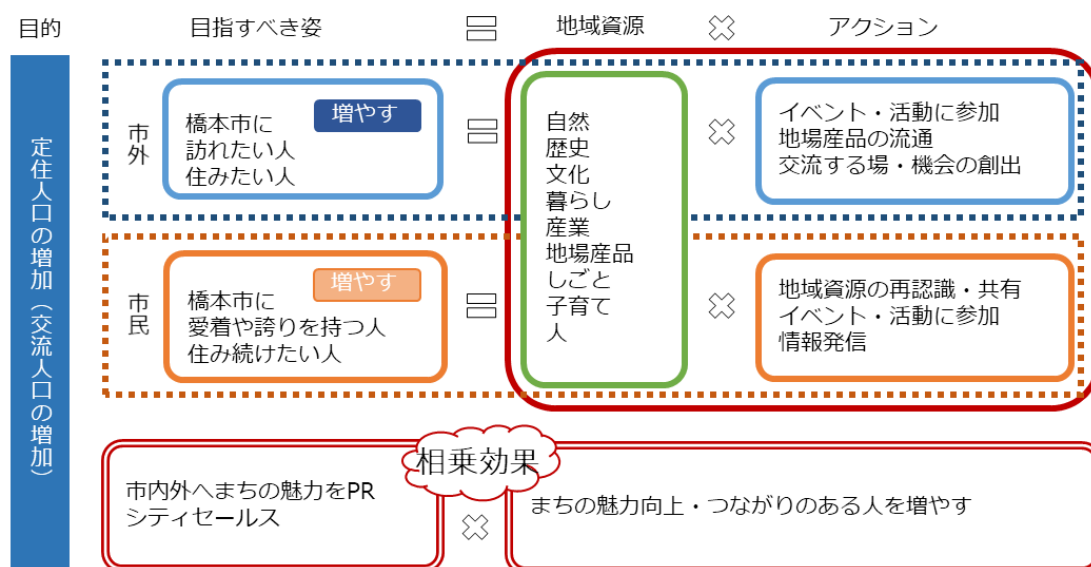 目的
目指すべき姿
地域資源
アクション
定住人口の増加（交流人口の増加）
市外
増やす
橋本市に
訪れたい人
住みたい人
自然
歴史
文化
暮らし
産業
地場産品
しごと
子育て
人
イベント・活動に参加
地場産品の流通
交流する場・機会の創出
市民
増やす
橋本市に
愛着や誇りを持つ人
住み続けたい人
地域資源の再認識・共有
イベント・活動に参加
情報発信
相乗効果
市内外へまちの魅力をPR
シティセールス
まちの魅力向上・つながりのある人を増やす